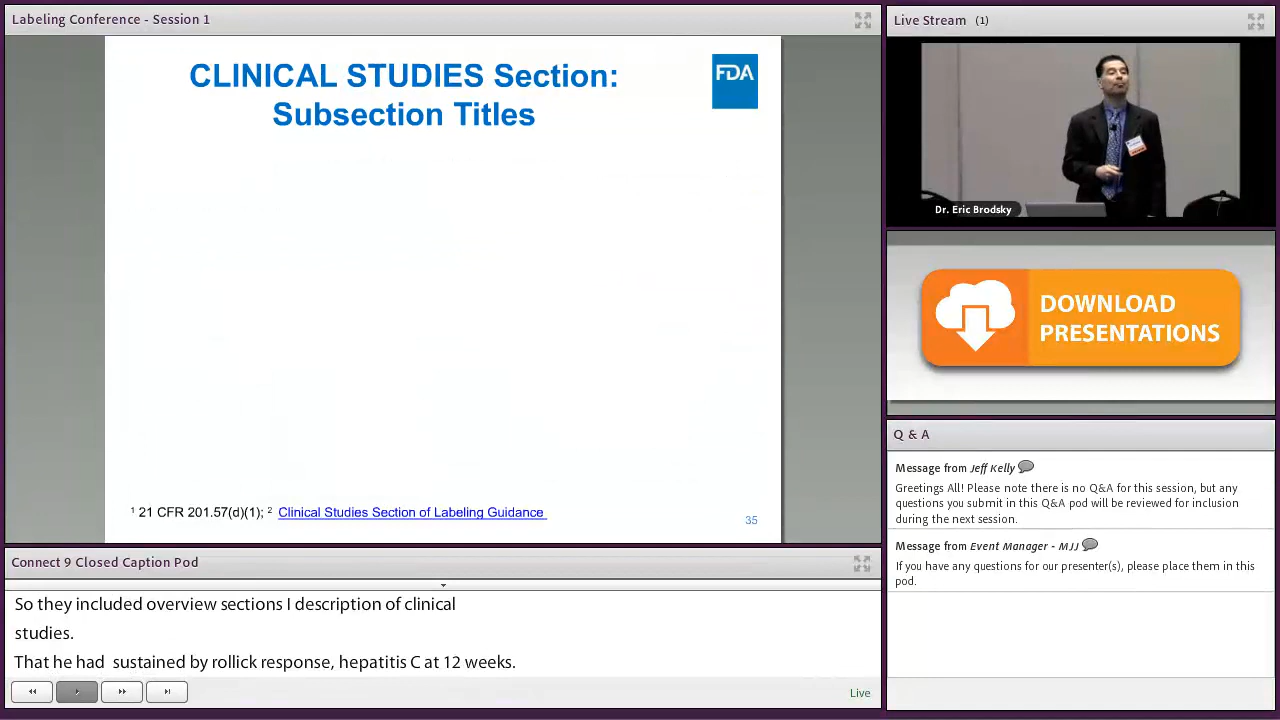 Labeling Conference - Session 1
CLINICAL STUDIES Section:
Subsection Titles
FDA
1 21 CFR 201.57(d)(1); 2 Clinical Studies Section of Labeling Guidance
35
Connect 9 Closed Caption Pod
So they included overview sections I description of clinical
studies.
That he had sustained by rollick response, hepatitis C at 12 weeks.
Live
Live Stream (1)
Dr. Eric Brodsky
DOWNLOAD
PRESENTATIONS
Q & A
Message from Jeff Kelly
Greetings All! Please note there is no Q&A for this session, but any
questions you submit in this Q&A pod will be reviewed for inclusion
during the next session.
Message from Event Manager - MJJ
If you have any questions for our presenter(s), please place them in this
pod.